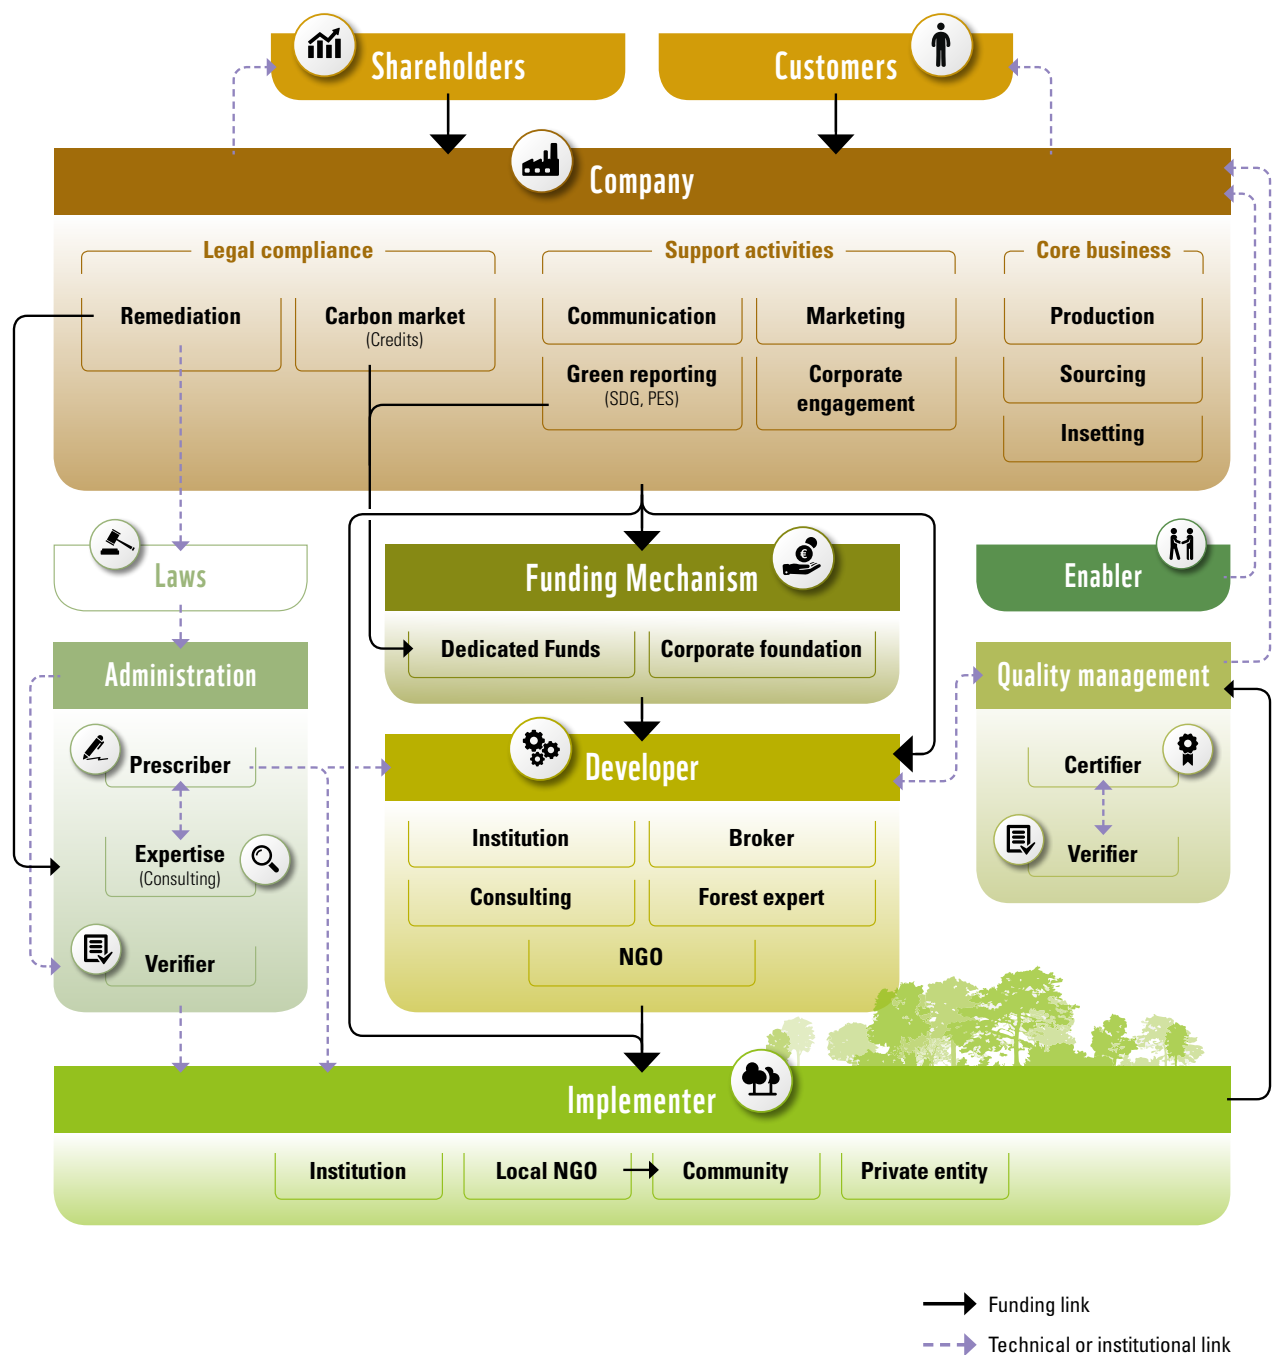 Shareholders
Customers
Company
Legal compliance
Support activities
Core business
Remediation
Carbon market
(Credits)
Communication
Marketing
Production
Green reporting
(SDG, PES)
Corporate
engagement
Sourcing
Insetting
Laws
Funding Mechanism
Enabler
Dedicated Funds
Corporate foundation
Administration
Quality management
Prescriber
Developer
Certifier
Expertise
(Consulting)
Institution
Broker
Verifier
Consulting
Forest expert
Verifier
NGO
Implementer
Institution
Local NGO
Community
Private entity
Funding link
Technical or institutional link